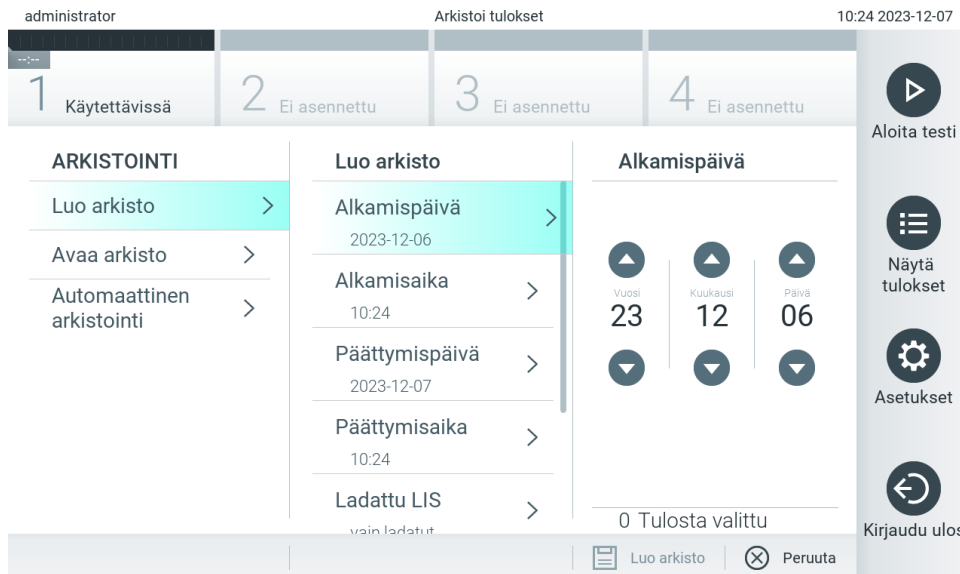 administrator
Arkistoi tulokset
10:24 2023-12-07
--:--
1 Käytettävissä
2 Ei asennettu
3 Ei asennettu
4 Ei asennettu
Aloita testi
Näytä
tulokset
Asetukset
Kirjaudu ulos
ARKISTOINTI
Luo arkisto
Avaa arkisto
Automaattinen
arkistointi
Luo arkisto
Alkamispäivä
2023-12-06
Alkamisaika
10:24
Päättymispäivä
2023-12-07
Päättymisaika
10:24
Ladattu LIS
vain ladatut
Alkamispäivä
Vuosi Kuukausi Päivä
23 12 06
0 Tulosta valittu
Luo arkisto
Peruuta